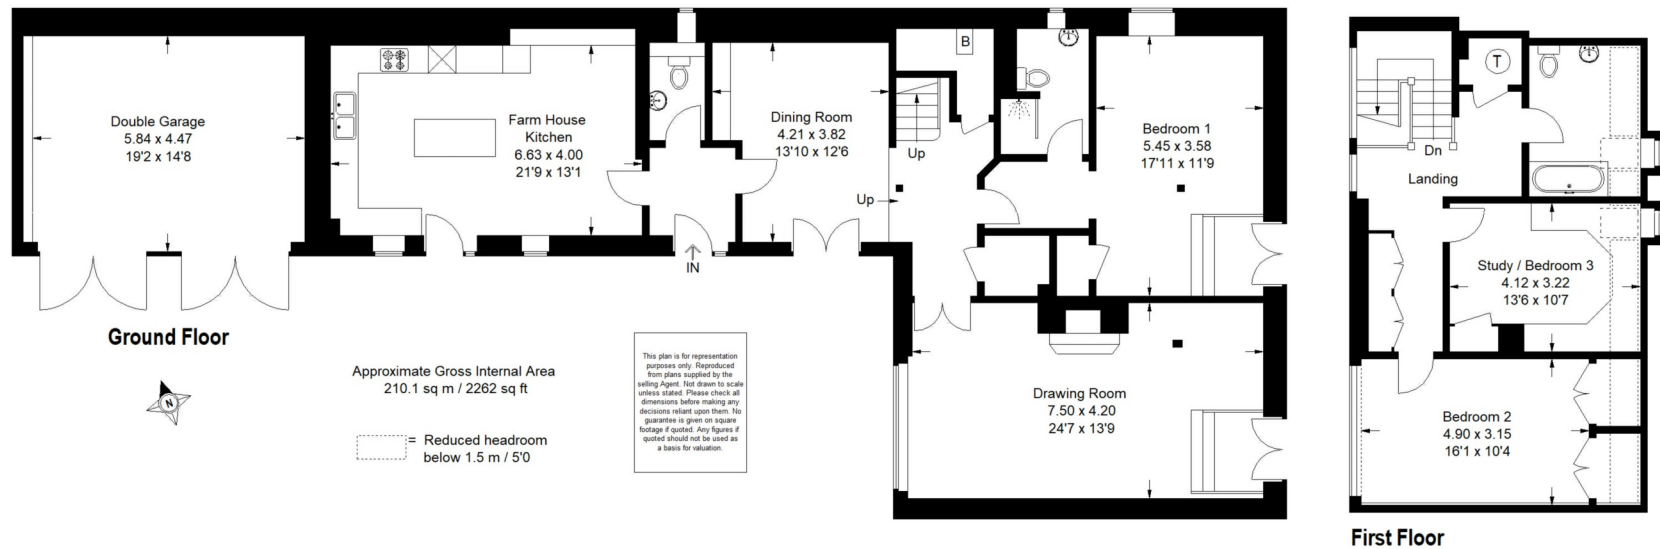 Double Garage
5.84 x 4.47
19'2 x 14'8
Farm House
Kitchen
6.63 x 4.00
21'9 x 13'1
IN
Dining Room
4.21 x 3.82
13'10 x 12'6
B
Up
Up
Bedroom 1
5.45 x 3.58
17'11 x 11'9
Drawing Room
7.50 x 4.20
24'7 x 13'9
Ground Floor
N
Approximate Gross Internal Area
210.1 sq m / 2262 sq ft
= Reduced headroom
below 1.5 m / 5'0
This plan is for representation
purposes only. Reproduced
from plans supplied by the
selling Agent. Not drawn to scale
unless stated. Please check all
dimensions before making any
decisions reliant upon them. No
guarantee is given on square
footage if quoted. Any figures if
quoted should not be used as
a basis for valuation.
T
Dn
Landing
Study / Bedroom 3
4.12 x 3.22
13'6 x 10'7
Bedroom 2
4.90 x 3.15
16'1 x 10'4
First Floor